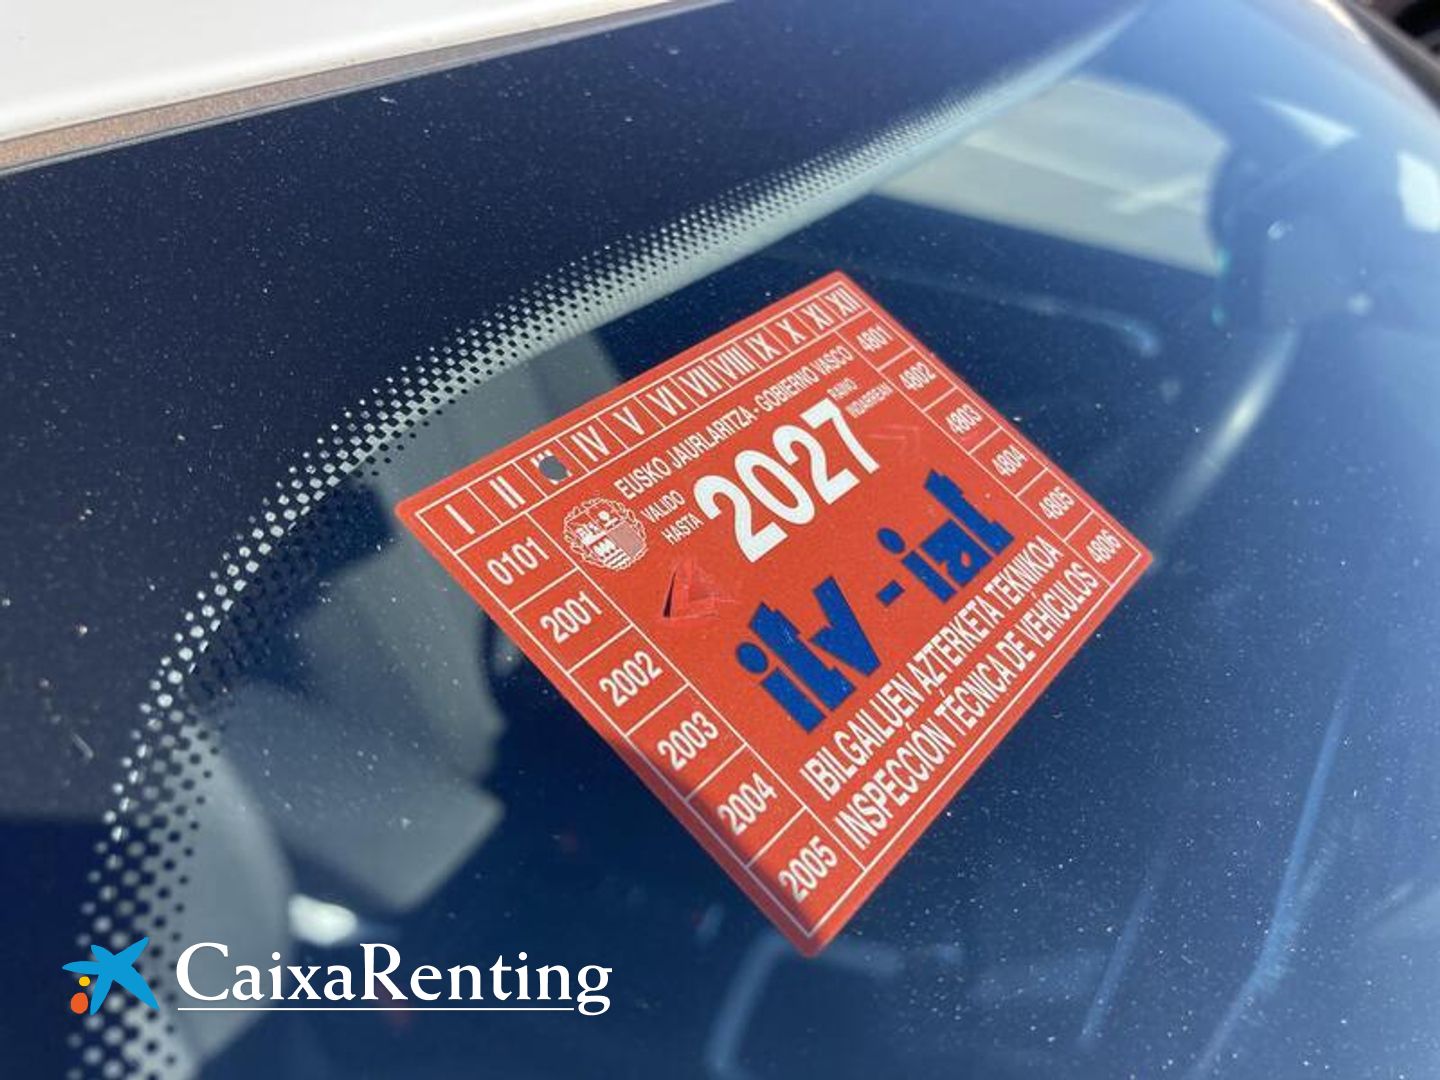 I II III IV V VI VII VIII IX X XI XII
EUSKO JAURLARITZA - GOBIERNO VASCO
VALIDO
HASTA
2027
RAINO
INDARREAN
itv - iat
IBILGAILUEN AZTERKETA TEKNIKOA
INSPECCIÓN TÉCNICA DE VEHÍCULOS
0101
2001
2002
2003
2004
2005
4801
4802
4803
4804
4805
4806
CaixaRenting